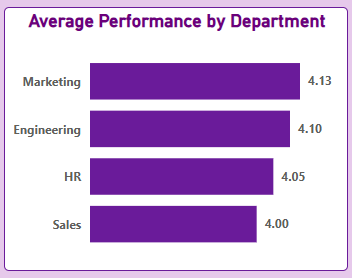 Average Performance by Department
Marketing 4.13
Engineering 4.10
HR 4.05
Sales 4.00